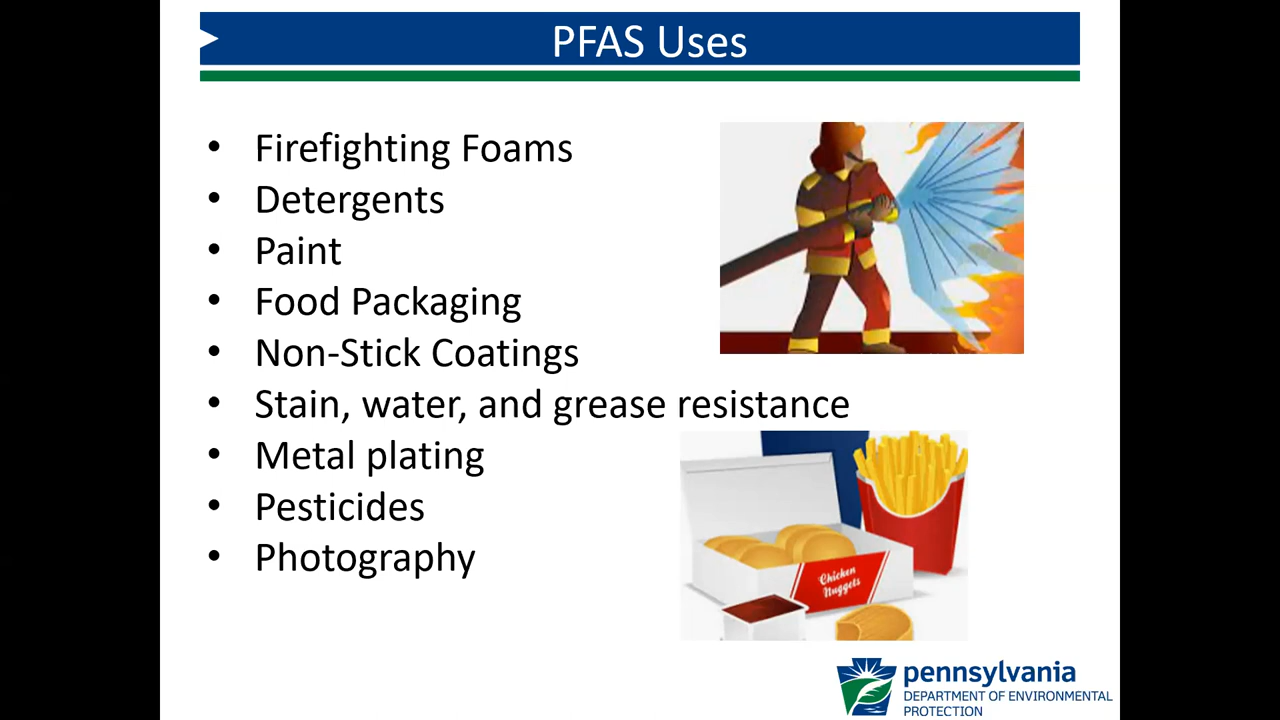 PFAS Uses
• Firefighting Foams
• Detergents
• Paint
• Food Packaging
• Non-Stick Coatings
• Stain, water, and grease resistance
• Metal plating
• Pesticides
• Photography
Chicken
Nuggets
pennsylvania
DEPARTMENT OF ENVIRONMENTAL
PROTECTION